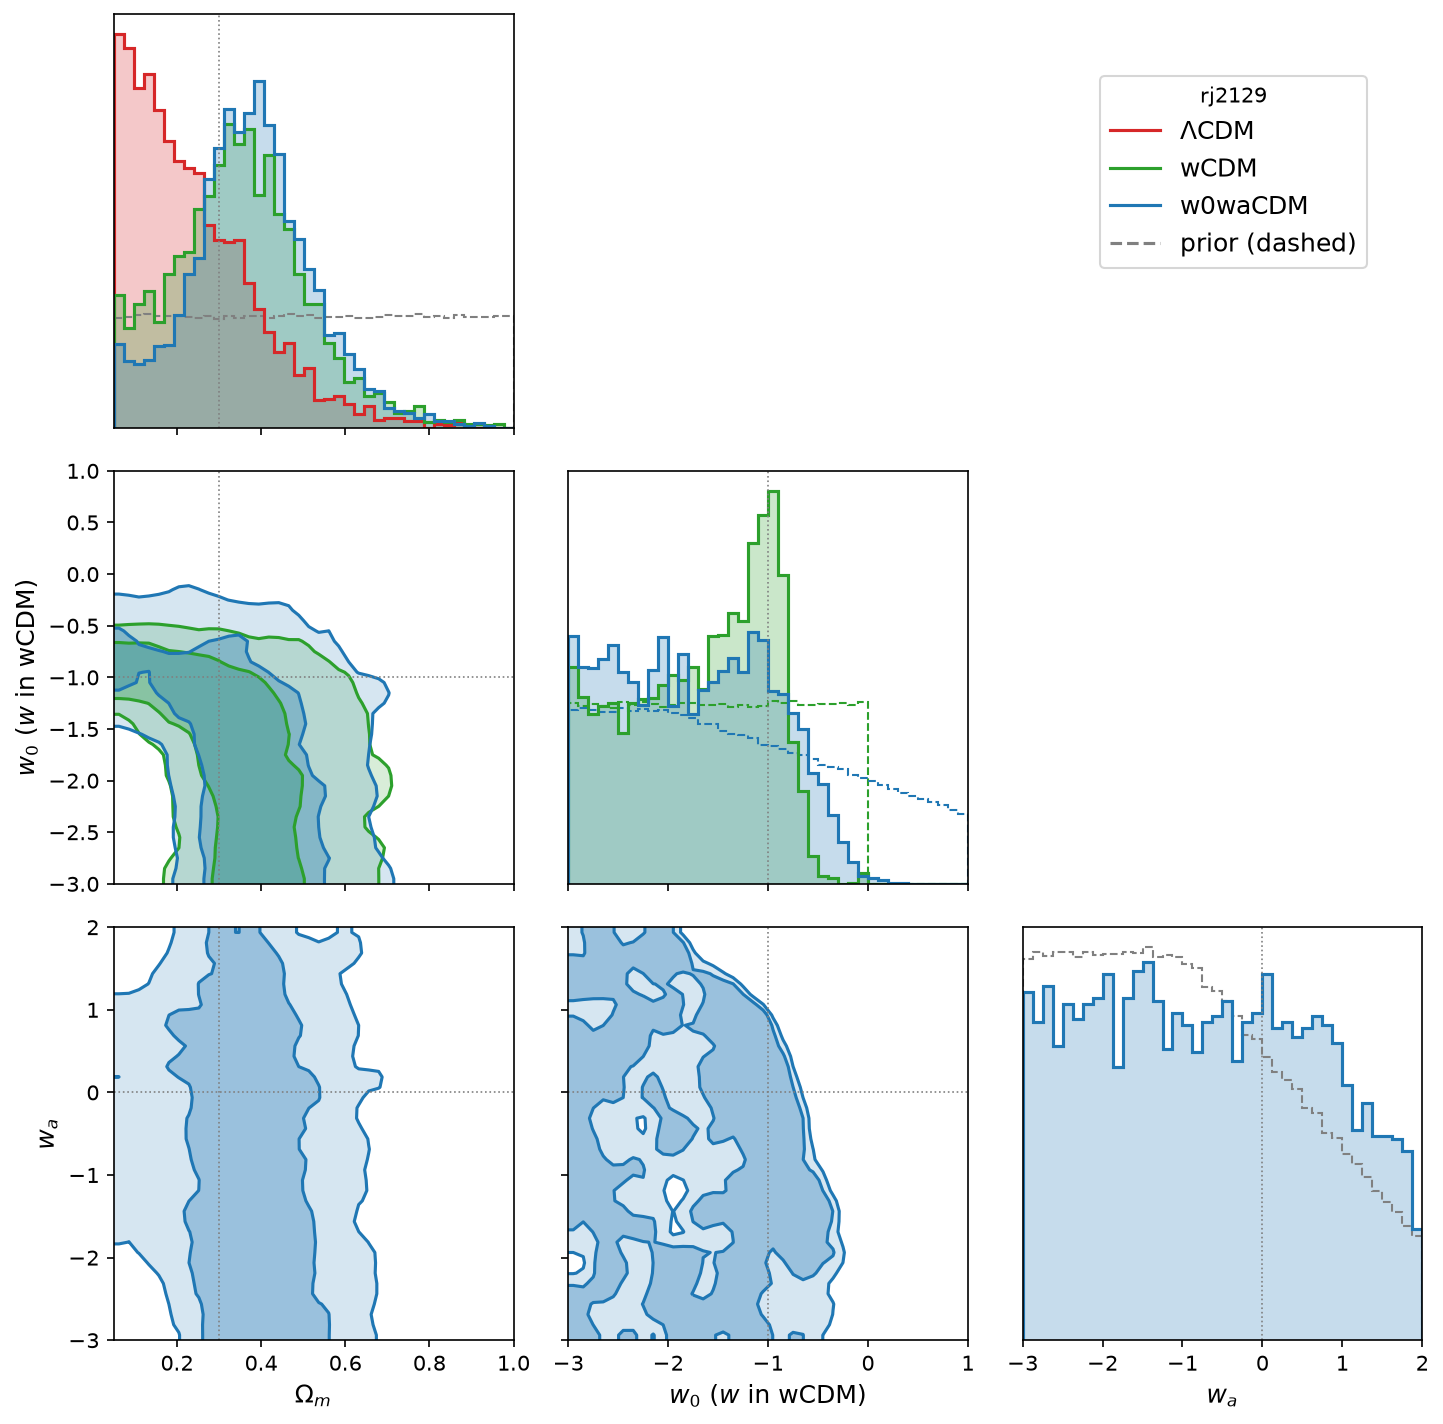 rj2129
ΛCDM
wCDM
w0waCDM
prior (dashed)
1.0
0.5
0.0
−0.5
−1.0
−1.5
−2.0
−2.5
−3.0
w₀ (w in wCDM)
2
1
0
−1
−2
−3
wₐ
0.2 0.4 0.6 0.8 1.0
Ωₘ
−3 −2 −1 0 1
w₀ (w in wCDM)
−3 −2 −1 0 1 2
wₐ